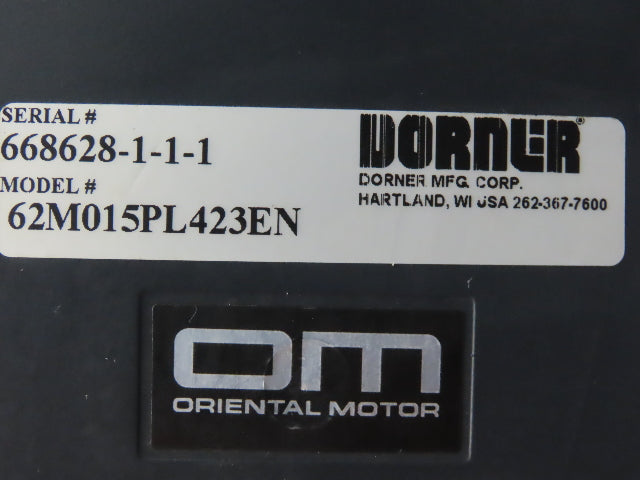 SERIAL #
668628-1-1-1
MODEL #
62M015PL423EN
DORNER®
DORNER MFG. CORP.
HARTLAND, WI USA 262-367-7600
OM
ORIENTAL MOTOR